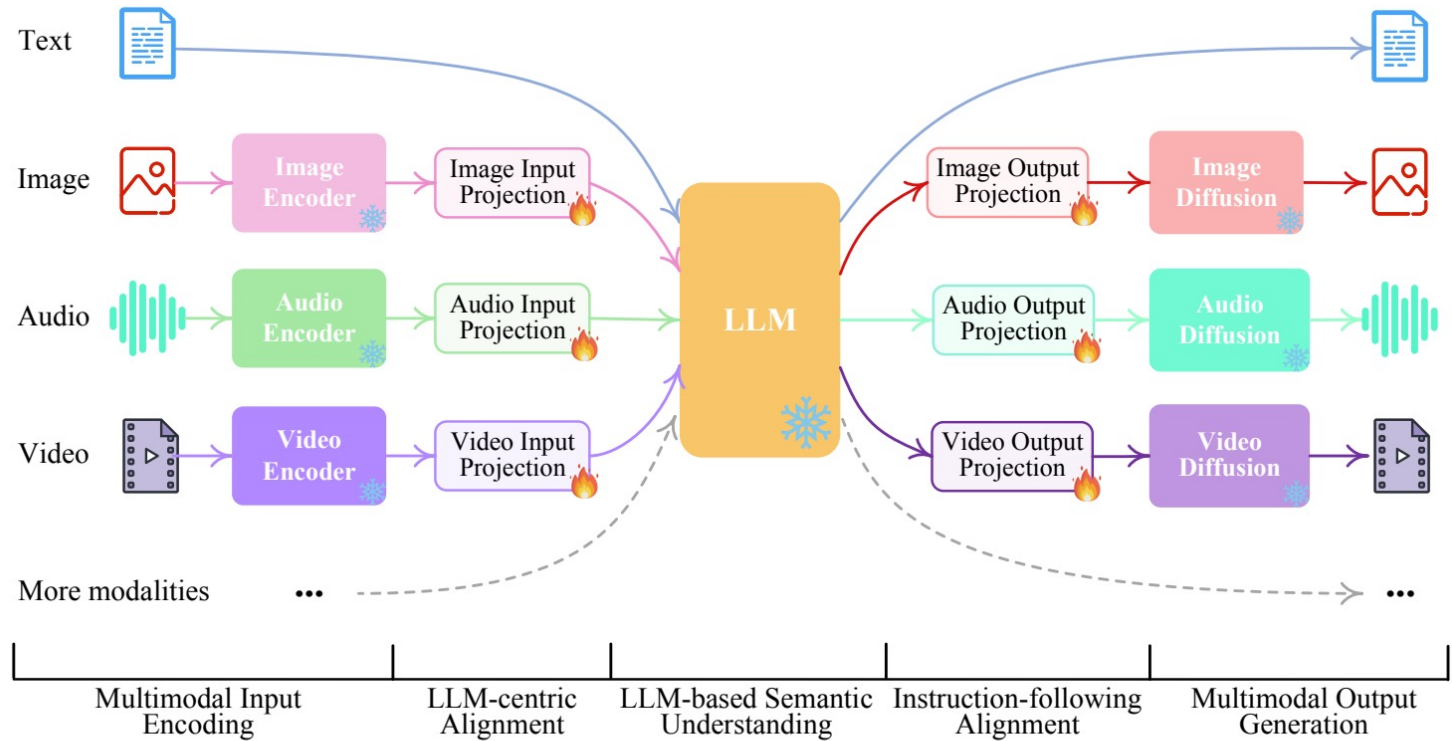 Text
Image
Image
Encoder
Image Input
Projection
Image Output
Projection
Image
Diffusion
Audio
Audio
Encoder
Audio Input
Projection
LLM
Audio Output
Projection
Audio
Diffusion
Video
Video
Encoder
Video Input
Projection
Video Output
Projection
Video
Diffusion
More modalities ... ...
Multimodal Input
Encoding
LLM-centric
Alignment
LLM-based Semantic
Understanding
Instruction-following
Alignment
Multimodal Output
Generation